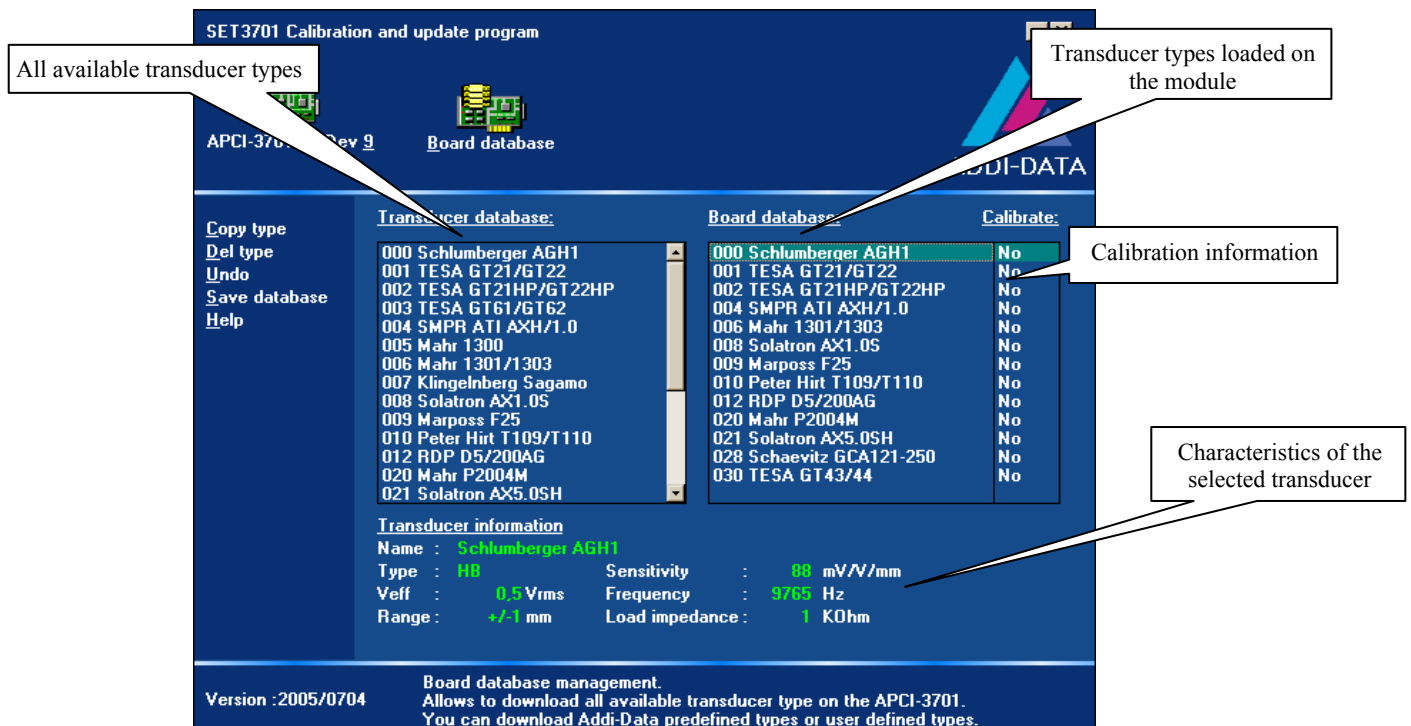 SET3701 Calibration and update program
All available transducer types
Transducer types loaded on
the module
APCI-3701
Rev 9
Board database
ADDI-DATA
Copy type
Del type
Undo
Save database
Help
Transducer database:
000 Schlumberger AGH1
001 TESA GT21/GT22
002 TESA GT21HP/GT22HP
003 TESA GT61/GT62
004 SMPR ATI AXH/1.0
005 Mahr 1300
006 Mahr 1301/1303
007 Klingelnberg Sagamo
008 Solatron AX1.0S
009 Marposs F25
010 Peter Hirt T109/T110
012 RDP D5/200AG
020 Mahr P2004M
021 Solatron AX5.0SH
Board database: Calibrate:
000 Schlumberger AGH1 No
001 TESA GT21/GT22 No
002 TESA GT21HP/GT22HP No
004 SMPR ATI AXH/1.0 No
006 Mahr 1301/1303 No
008 Solatron AX1.0S No
009 Marposs F25 No
010 Peter Hirt T109/T110 No
012 RDP D5/200AG No
020 Mahr P2004M No
021 Solatron AX5.0SH No
028 Schaevitz GCA121-250 No
030 TESA GT43/44 No
Calibration information
Characteristics of the
selected transducer
Transducer information
Name : Schlumberger AGH1
Type : HB Sensitivity : 88 mV/V/mm
Veff : 0,5 Vrms Frequency : 9765 Hz
Range : +/-1 mm Load impedance : 1 KOhm
Version :2005/0704
Board database management.
Allows to download all available transducer type on the APCI-3701.
You can download Addi-Data predefined types or user defined types.